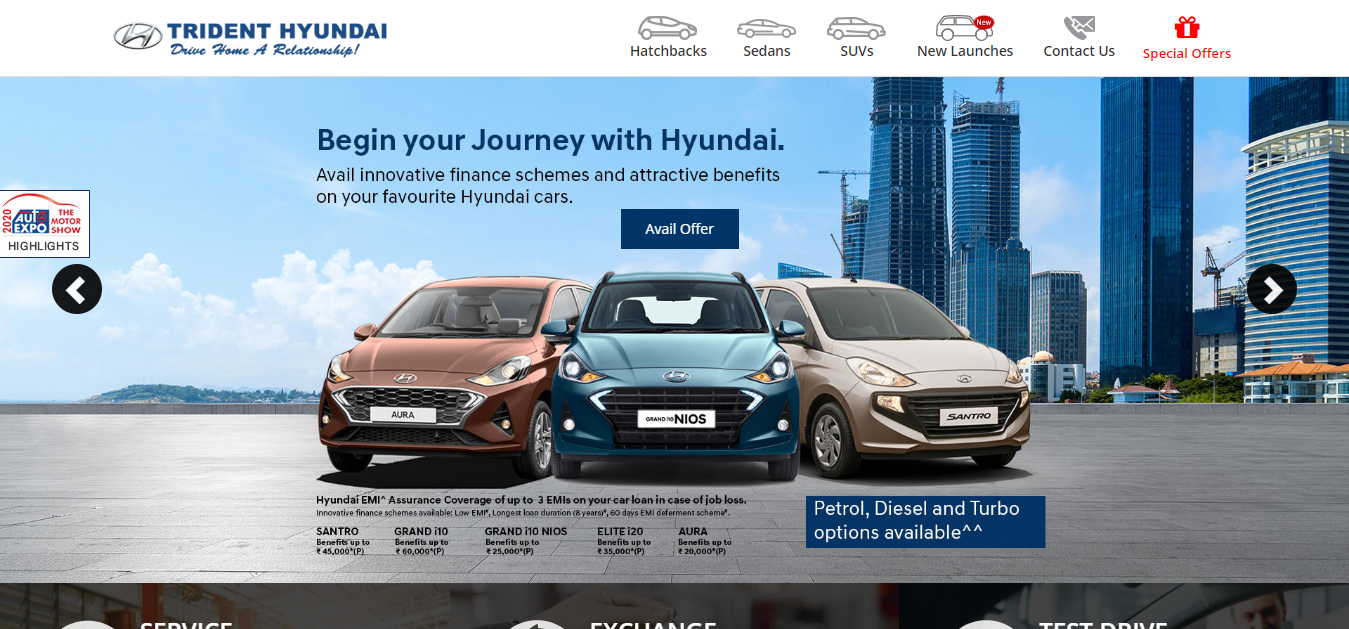 TRIDENT HYUNDAI
Drive Home A Relationship!
Hatchbacks
Sedans
SUVs
New
New Launches
Contact Us
Special Offers
Begin your Journey with Hyundai.
Avail innovative finance schemes and attractive benefits
on your favourite Hyundai cars.
Avail Offer
2020
AUTO
EXPO
THE
MOTOR
SHOW
HIGHLIGHTS
AURA
GRAND i10 NIOS
SANTRO
Hyundai EMI^ Assurance Coverage of up to 3 EMIs on your car loan in case of job loss.
Innovative finance schemes available: Low EMI#, Longest loan duration (8 years)#, 60 days EMI deferment scheme#.
SANTRO
Benefits up to
₹ 45,000*(P)
GRAND i10
Benefits up to
₹ 60,000*(P)
GRAND i10 NIOS
Benefits up to
₹ 25,000*(P)
ELITE i20
Benefits up to
₹ 35,000*(P)
AURA
Benefits up to
₹ 20,000*(P)
Petrol, Diesel and Turbo
options available^^
SERVICE
EXCHANGE
TEST DRIVE